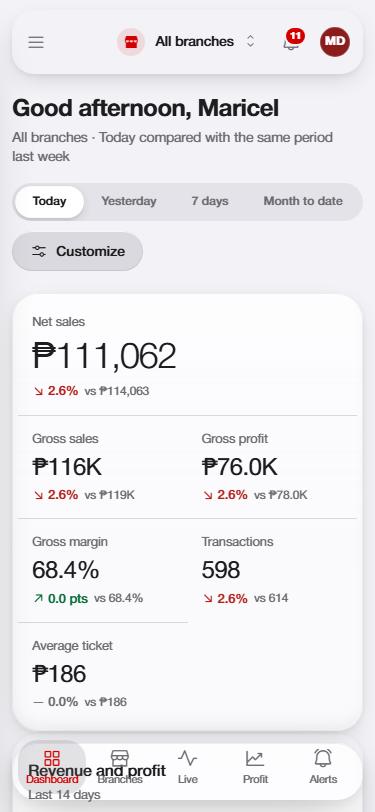 All branches
11
MD
Good afternoon, Maricel
All branches · Today compared with the same period
last week
Today Yesterday 7 days Month to date
Customize
Net sales
₱111,062
↘ 2.6% vs ₱114,063
Gross sales Gross profit
₱116K ₱76.0K
↘ 2.6% vs ₱119K ↘ 2.6% vs ₱78.0K
Gross margin Transactions
68.4% 598
↗ 0.0 pts vs 68.4% ↘ 2.6% vs 614
Average ticket
₱186
— 0.0% vs ₱186
Revenue and profit
Dashboard Branches Live Profit Alerts
Last 14 days